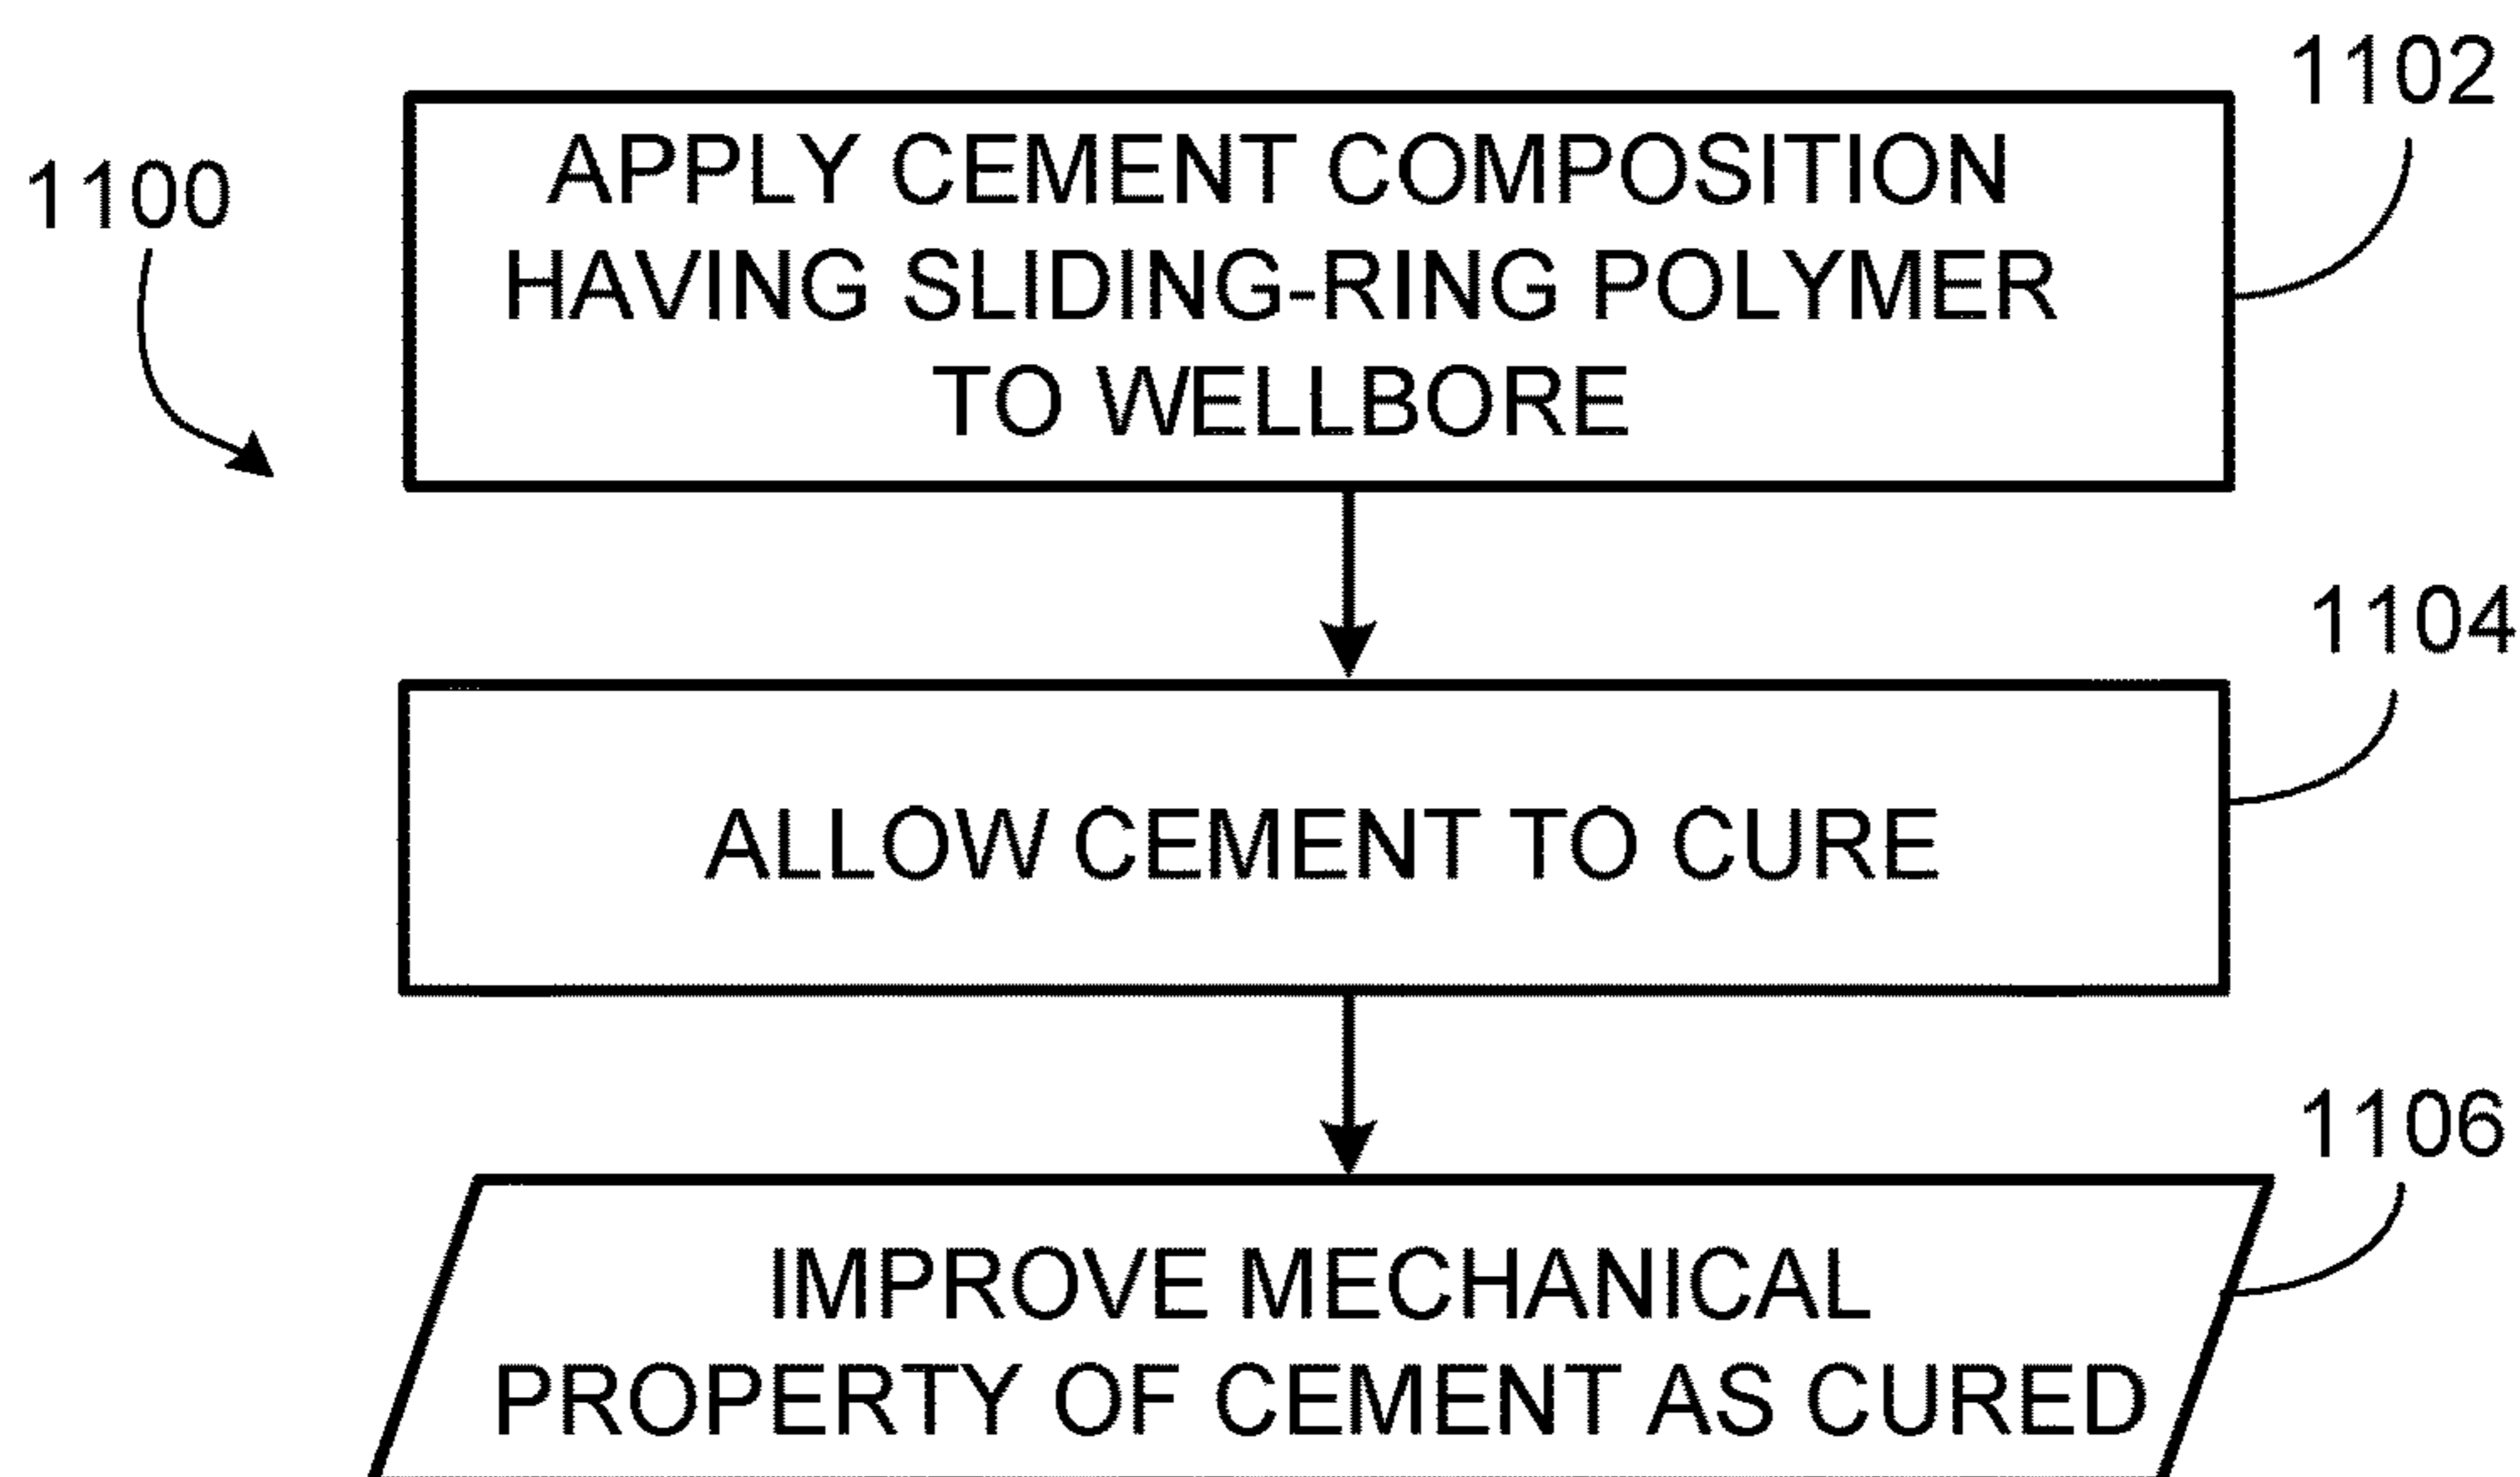 1100
1102
APPLY CEMENT COMPOSITION
HAVING SLIDING-RING POLYMER
TO WELLBORE
1104
ALLOW CEMENT TO CURE
1106
IMPROVE MECHANICAL
PROPERTY OF CEMENT AS CURED